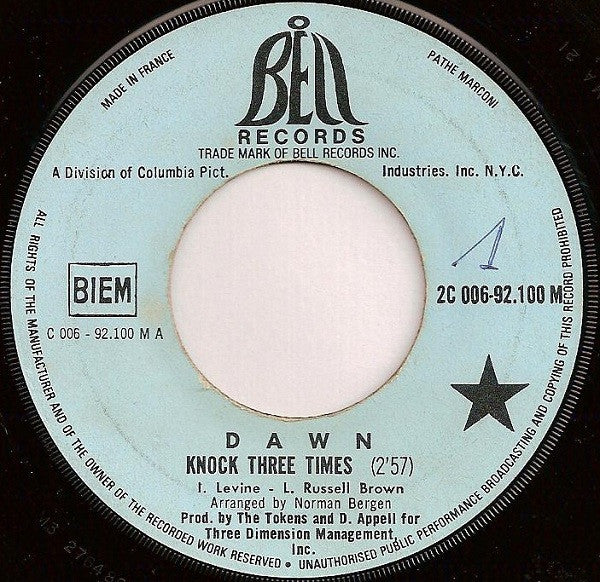 BELL
RECORDS
TRADE MARK OF BELL RECORDS INC.
MADE IN FRANCE
PATHE MARCONI
A Division of Columbia Pict.
Industries. Inc. N.Y.C.
1
BIEM
2C 006-92.100 M
C 006 - 92.100 M A
DAWN
KNOCK THREE TIMES (2'57)
I. Levine - L. Russell Brown
Arranged by Norman Bergen
Prod. by The Tokens and D. Appell for
Three Dimension Management,
Inc.
ALL RIGHTS OF THE MANUFACTURER AND OF THE OWNER OF THE RECORDED WORK RESERVED • UNAUTHORISED PUBLIC PERFORMANCE BROADCASTING AND COPYING OF THIS RECORD PROHIBITED